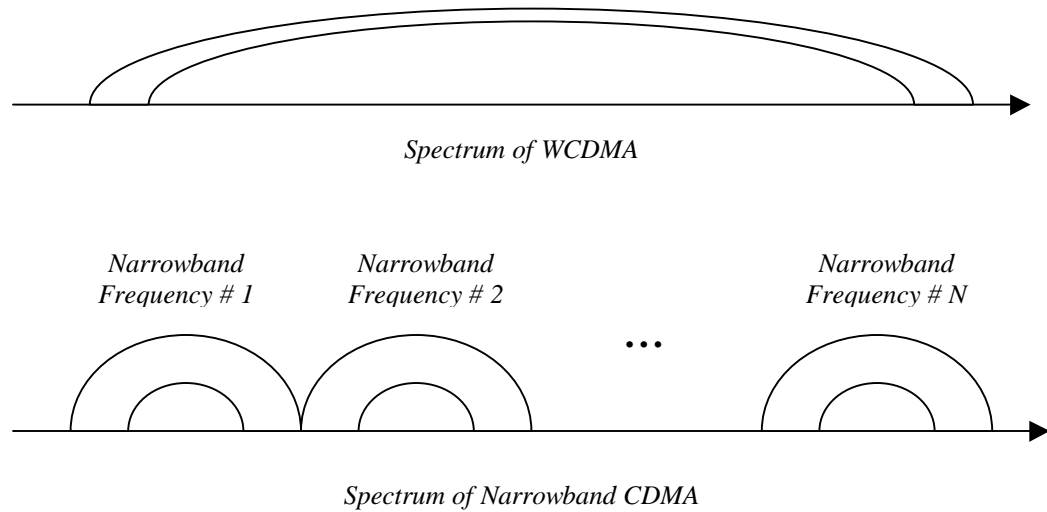 Spectrum of WCDMA
Narrowband
Frequency # 1
Narrowband
Frequency # 2
...
Narrowband
Frequency # N
Spectrum of Narrowband CDMA